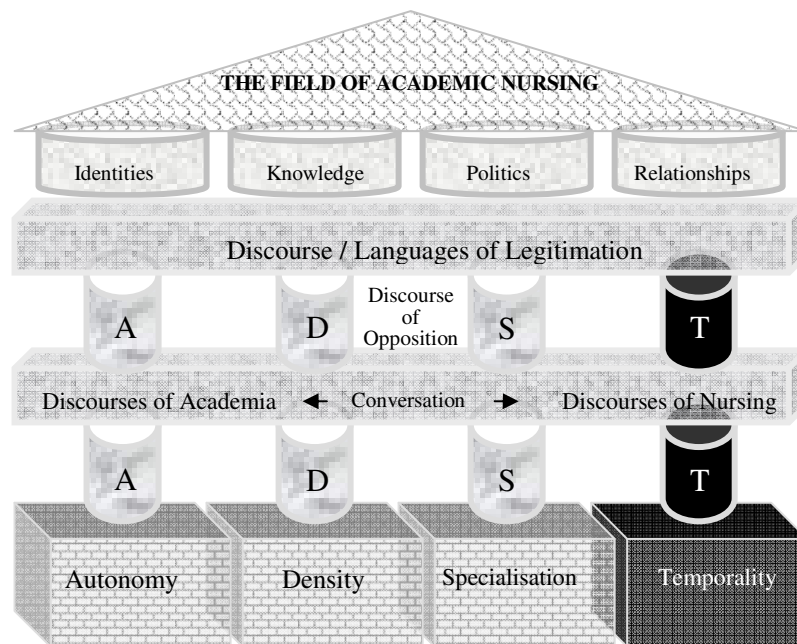 THE FIELD OF ACADEMIC NURSING
Identities
Knowledge
Politics
Relationships
Discourse / Languages of Legitimation
A
D
Discourse
of
Opposition
S
T
Discourses of Academia
Conversation
Discourses of Nursing
A
D
S
T
Autonomy
Density
Specialisation
Temporality